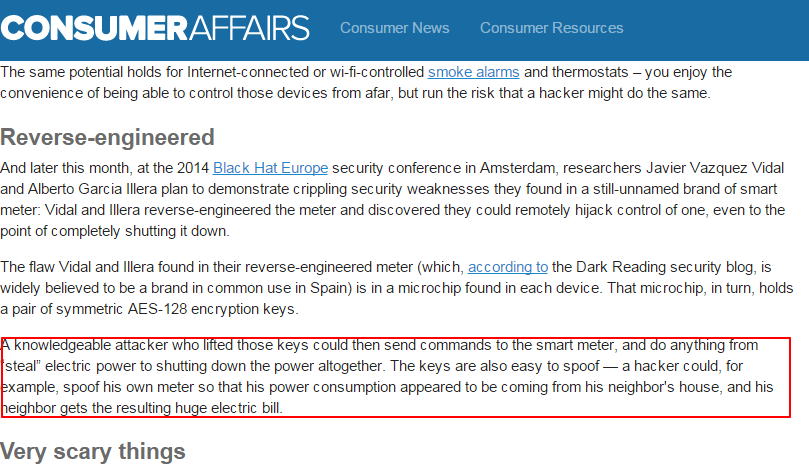 CONSUMERAFFAIRS Consumer News Consumer Resources
The same potential holds for Internet-connected or wi-fi-controlled smoke alarms and thermostats – you enjoy the
convenience of being able to control those devices from afar, but run the risk that a hacker might do the same.
Reverse-engineered
And later this month, at the 2014 Black Hat Europe security conference in Amsterdam, researchers Javier Vazquez Vidal
and Alberto Garcia Illera plan to demonstrate crippling security weaknesses they found in a still-unnamed brand of smart
meter: Vidal and Illera reverse-engineered the meter and discovered they could remotely hijack control of one, even to the
point of completely shutting it down.
The flaw Vidal and Illera found in their reverse-engineered meter (which, according to the Dark Reading security blog, is
widely believed to be a brand in common use in Spain) is in a microchip found in each device. That microchip, in turn, holds
a pair of symmetric AES-128 encryption keys.
A knowledgeable attacker who lifted those keys could then send commands to the smart meter, and do anything from
“steal” electric power to shutting down the power altogether. The keys are also easy to spoof — a hacker could, for
example, spoof his own meter so that his power consumption appeared to be coming from his neighbor's house, and his
neighbor gets the resulting huge electric bill.
Very scary things